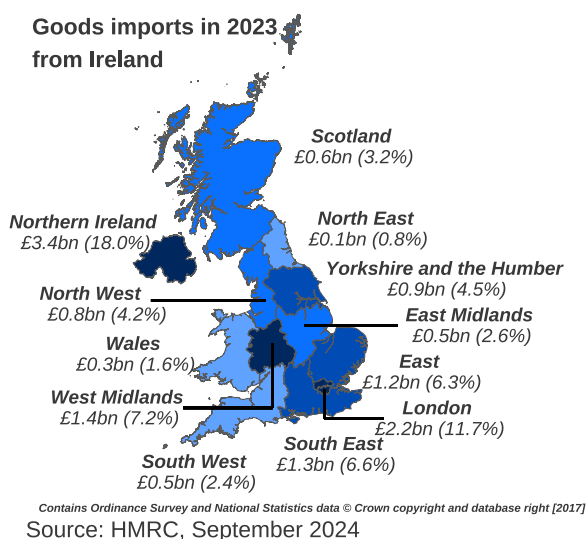 Goods imports in 2023
from Ireland
Scotland
£0.6bn (3.2%)
Northern Ireland
£3.4bn (18.0%)
North East
£0.1bn (0.8%)
Yorkshire and the Humber
£0.9bn (4.5%)
North West
£0.8bn (4.2%)
East Midlands
£0.5bn (2.6%)
Wales
£0.3bn (1.6%)
East
£1.2bn (6.3%)
West Midlands
£1.4bn (7.2%)
London
£2.2bn (11.7%)
South East
£1.3bn (6.6%)
South West
£0.5bn (2.4%)
Contains Ordinance Survey and National Statistics data © Crown copyright and database right [2017]
Source: HMRC, September 2024